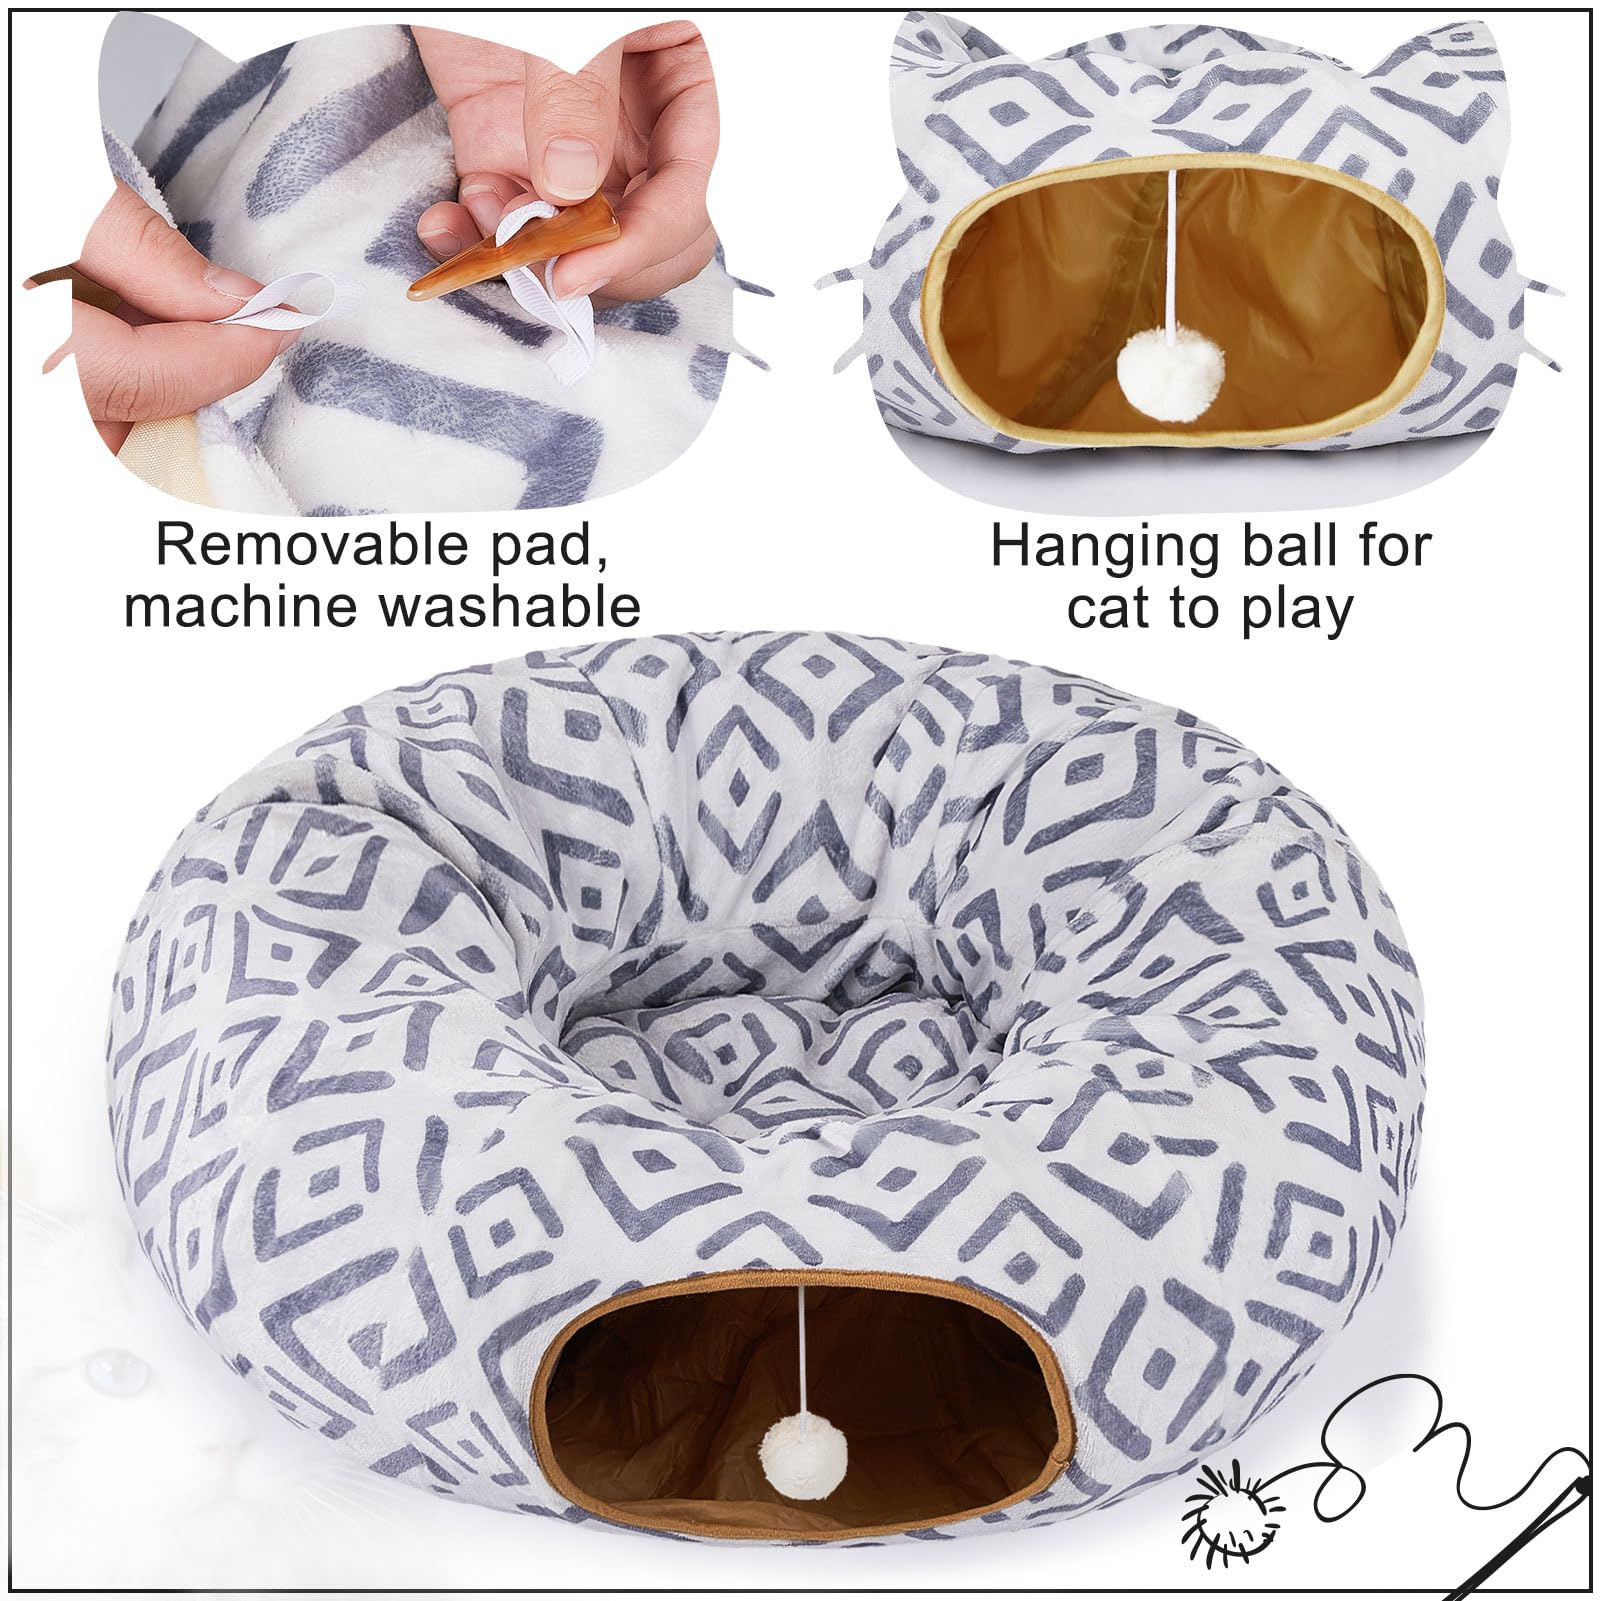 Removable pad,
machine washable
Hanging ball for
cat to play